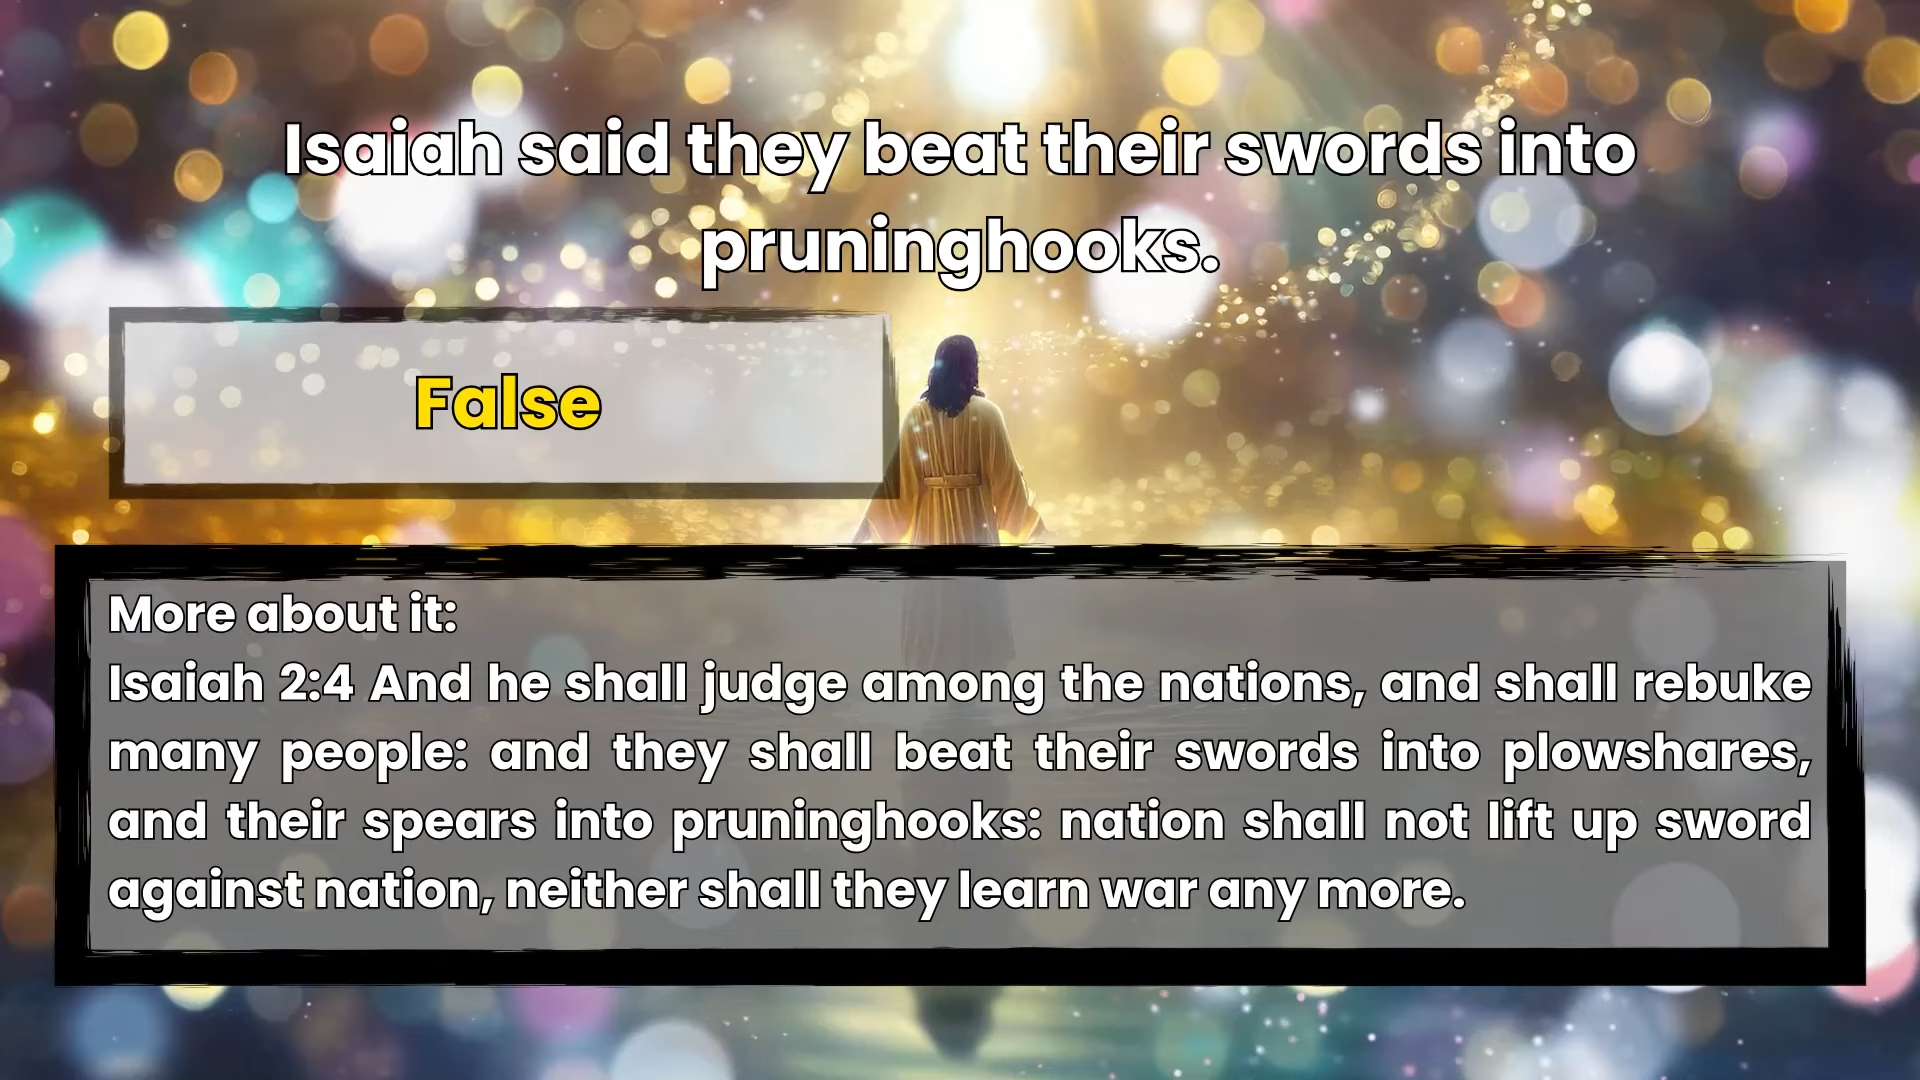 Isaiah said they beat their swords into
pruninghooks.
False
More about it:
Isaiah 2:4 And he shall judge among the nations, and shall rebuke
many people: and they shall beat their swords into plowshares,
and their spears into pruninghooks: nation shall not lift up sword
against nation, neither shall they learn war any more.